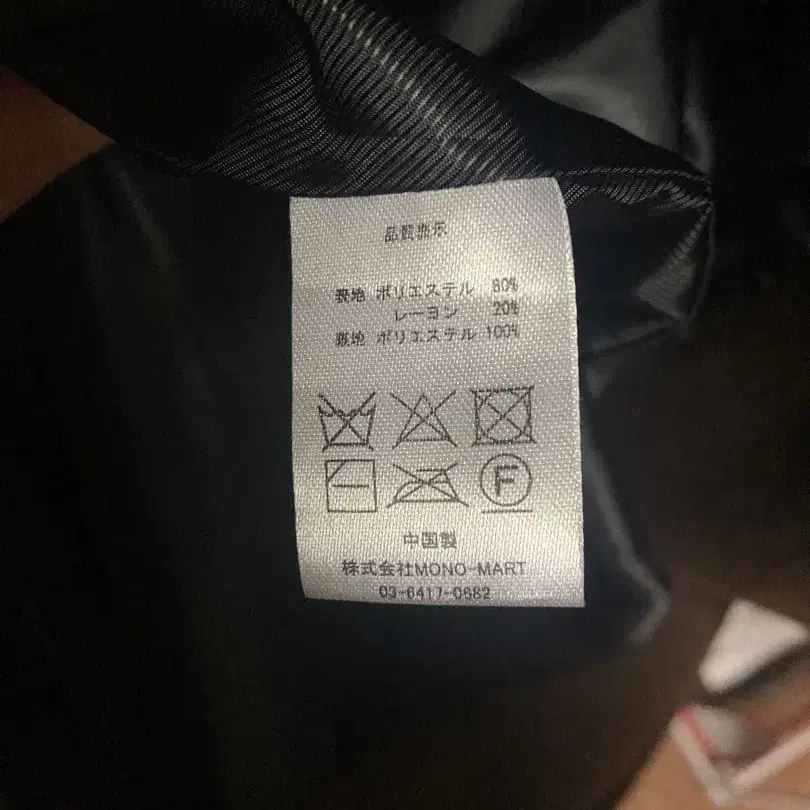 品質表示
表地 ポリエステル 80%
レーヨン 20%
裏地 ポリエステル 100%
F
中国製
株式会社MONO-MART
03-6417-0682